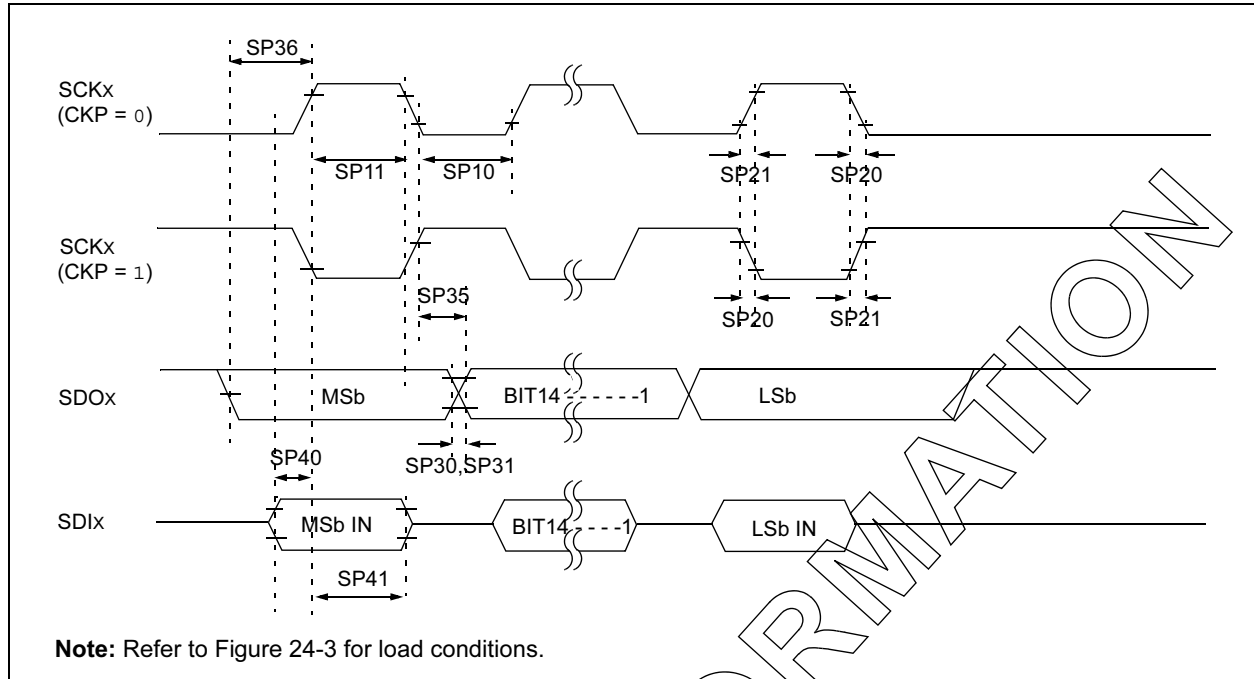 SP36
SCKx
(CKP = 0)
SP11
SP10
SP21
SP20
SCKx
(CKP = 1)
SP35
SP20
SP21
SDOx
MSb
BIT14 - - - - - -1
LSb
SP40
SP30,SP31
SDIx
MSb IN
BIT14 - - - -1
LSb IN
SP41
Note: Refer to Figure 24-3 for load conditions.
ORMATION